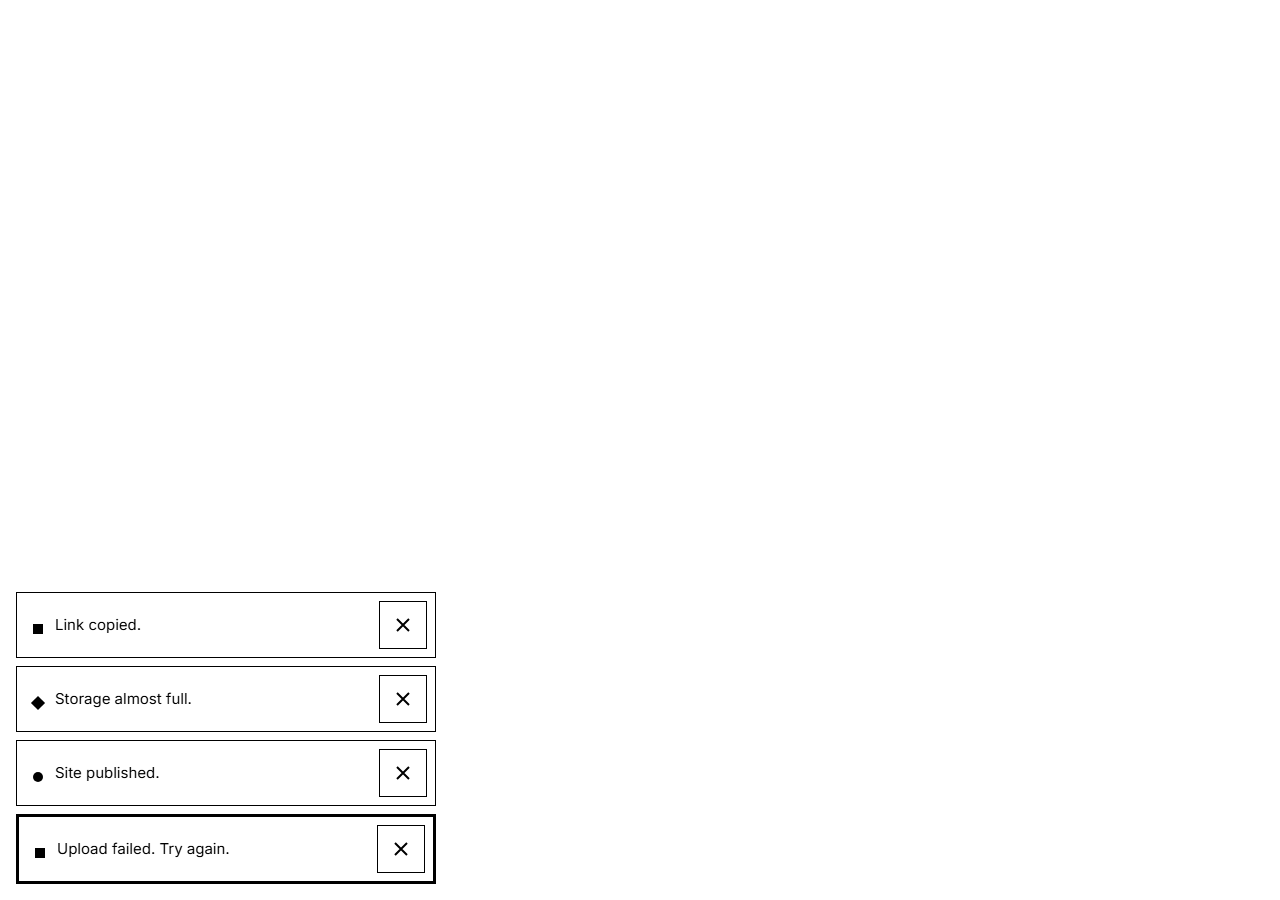 Link copied.
Storage almost full.
Site published.
Upload failed. Try again.